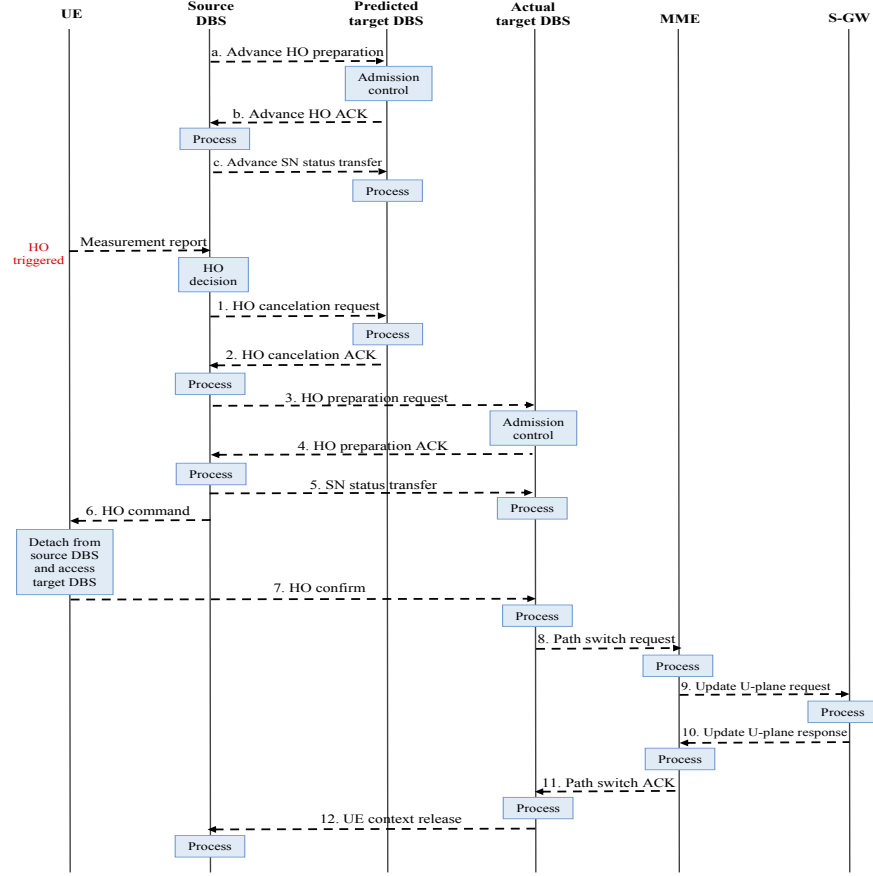 UE
Source
DBS
Predicted
target DBS
Actual
target DBS
MME
S-GW
a. Advance HO preparation
Admission
control
b. Advance HO ACK
Process
c. Advance SN status transfer
Process
HO
triggered
Measurement report
HO
decision
1. HO cancelation request
Process
2. HO cancelation ACK
Process
3. HO preparation request
Admission
control
4. HO preparation ACK
Process
5. SN status transfer
Process
6. HO command
Detach from
source DBS
and access
target DBS
7. HO confirm
Process
8. Path switch request
Process
9. Update U-plane request
Process
10. Update U-plane response
Process
11. Path switch ACK
Process
12. UE context release
Process